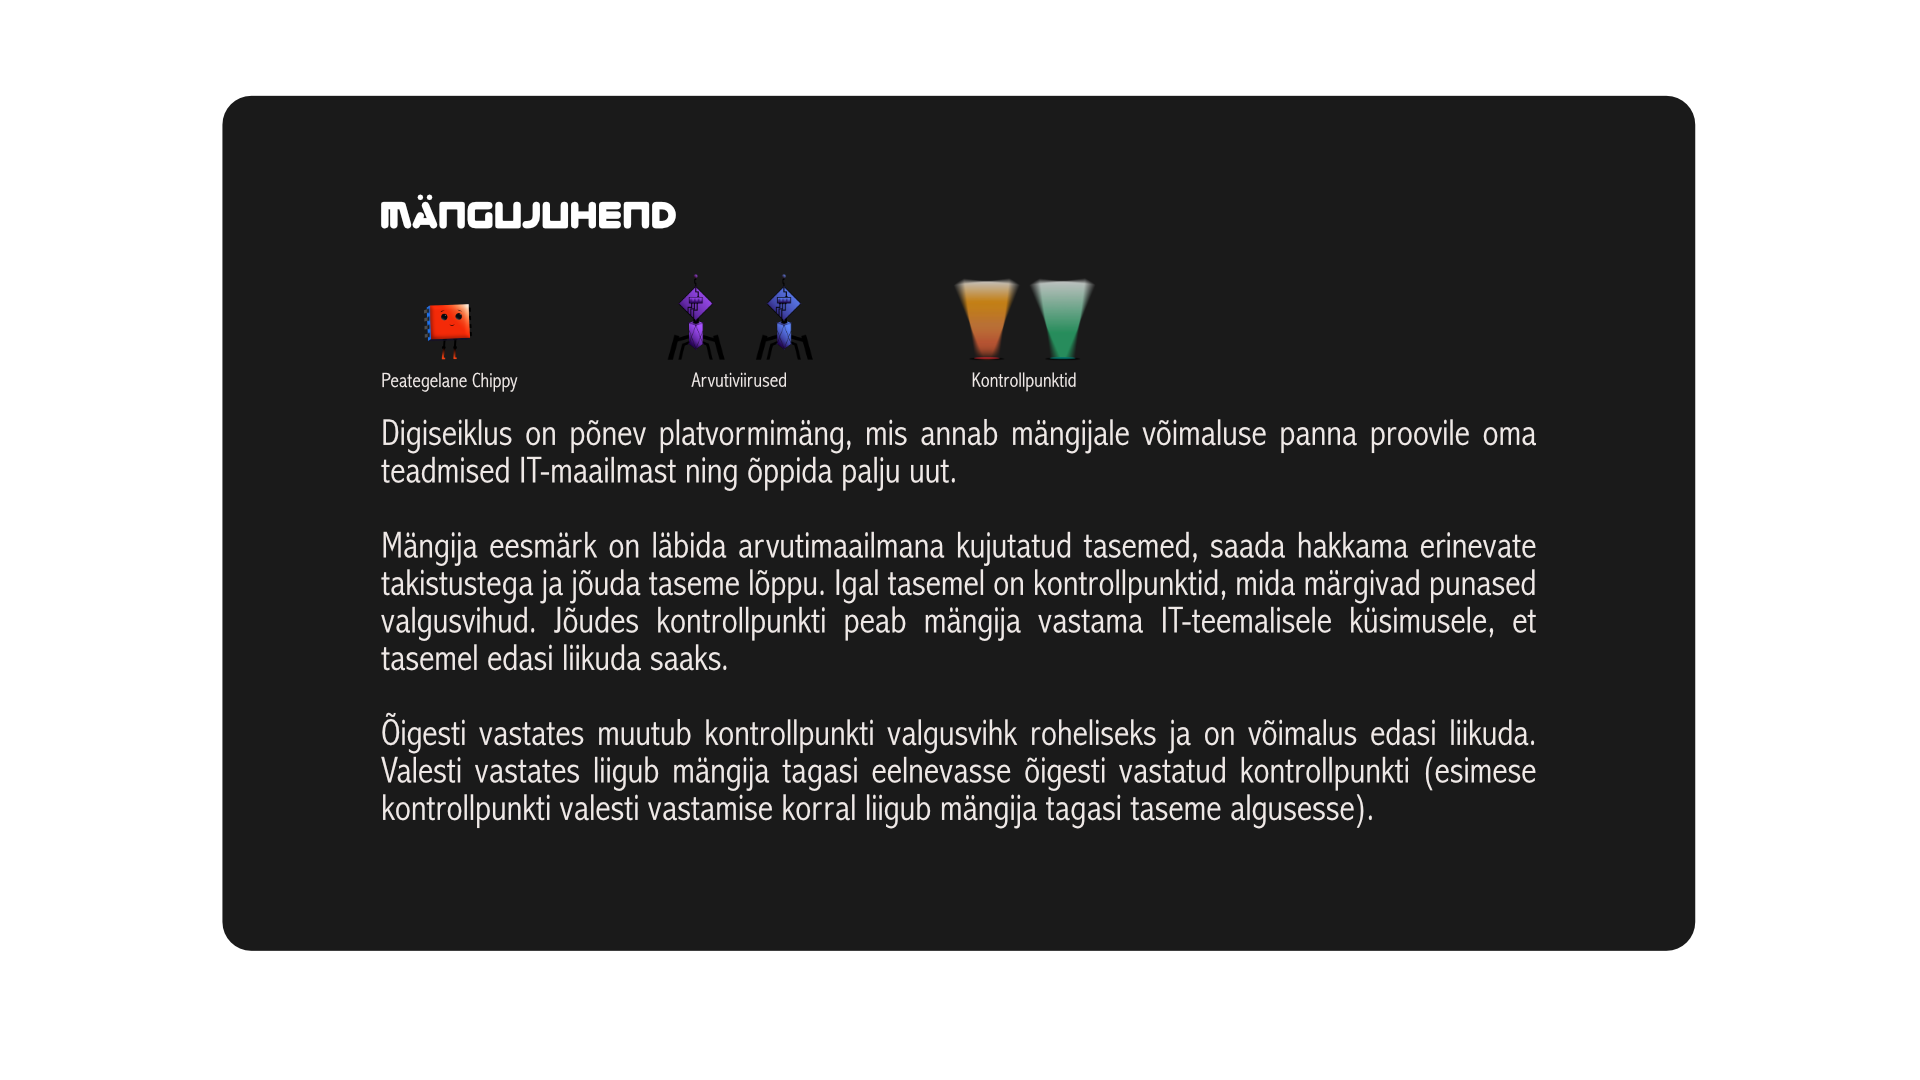 MÄNGUJUHEND
Peategelane Chippy
Arvutiviirused
Kontrollpunktid
Digiseiklus on põnev platvormimäng, mis annab mängijale võimaluse panna proovile oma
teadmised IT-maailmast ning õppida palju uut.
Mängija eesmärk on läbida arvutimaailmana kujutatud tasemed, saada hakkama erinevate
takistustega ja jõuda taseme lõppu. Igal tasemel on kontrollpunktid, mida märgivad punased
valgusvihud. Jõudes kontrollpunkti peab mängija vastama IT-teemalisele küsimusele, et
tasemel edasi liikuda saaks.
Õigesti vastates muutub kontrollpunkti valgusvihk roheliseks ja on võimalus edasi liikuda.
Valesti vastates liigub mängija tagasi eelnevasse õigesti vastatud kontrollpunkti (esimese
kontrollpunkti valesti vastamise korral liigub mängija tagasi taseme algusesse).